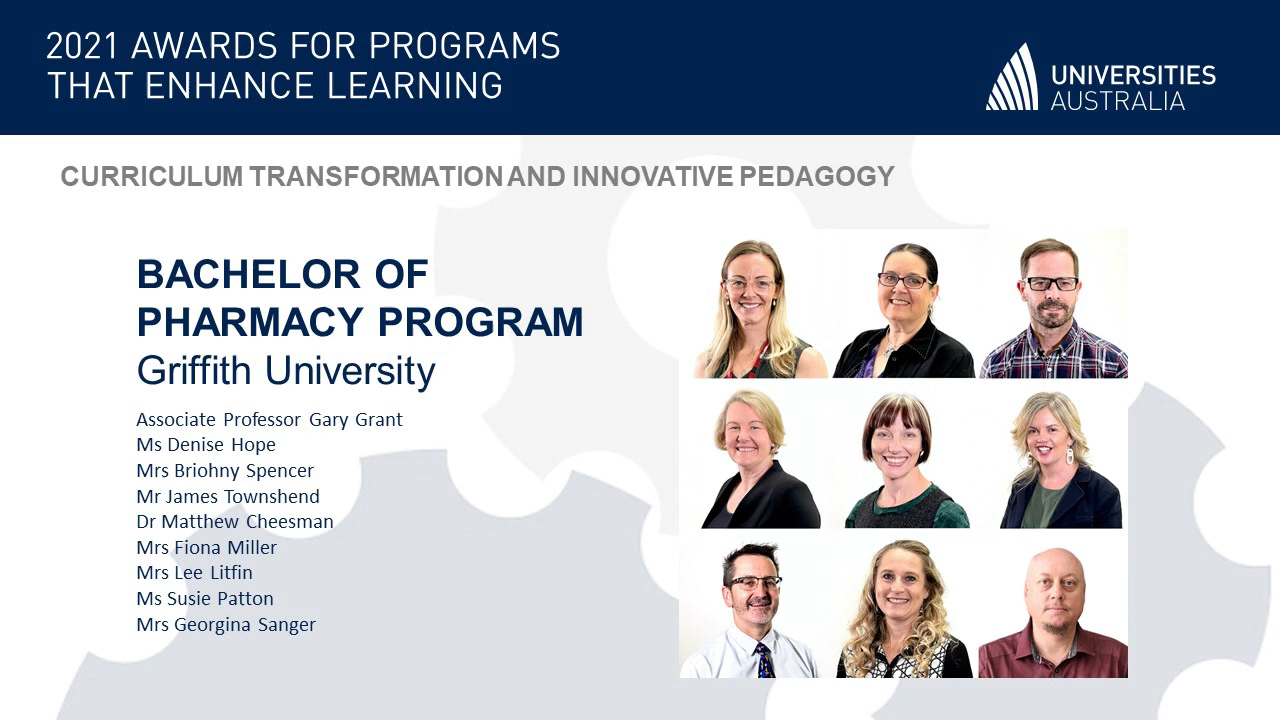 2021 AWARDS FOR PROGRAMS
THAT ENHANCE LEARNING
UNIVERSITIES
AUSTRALIA
CURRICULUM TRANSFORMATION AND INNOVATIVE PEDAGOGY
BACHELOR OF
PHARMACY PROGRAM
Griffith University
Associate Professor Gary Grant
Ms Denise Hope
Mrs Briohny Spencer
Mr James Townshend
Dr Matthew Cheesman
Mrs Fiona Miller
Mrs Lee Litfin
Ms Susie Patton
Mrs Georgina Sanger